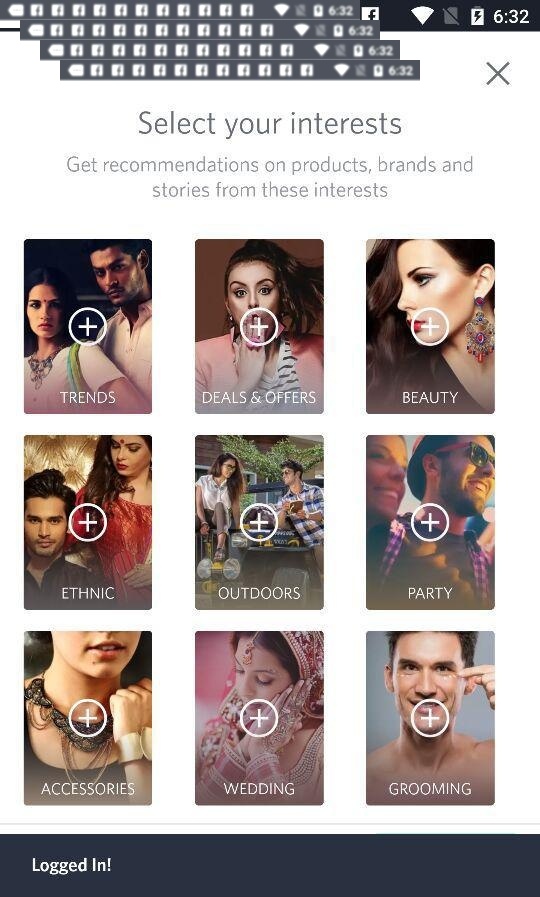 6:32
6:32
6:32
6:32
6:32
Select your interests
Get recommendations on products, brands and
stories from these interests
TRENDS
DEALS & OFFERS
BEAUTY
ETHNIC
OUTDOORS
PARTY
ACCESSORIES
WEDDING
GROOMING
Logged In!